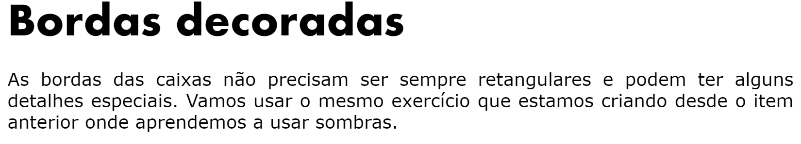 Bordas decoradas
As bordas das caixas não precisam ser sempre retangulares e podem ter alguns
detalhes especiais. Vamos usar o mesmo exercício que estamos criando desde o item
anterior onde aprendemos a usar sombras.